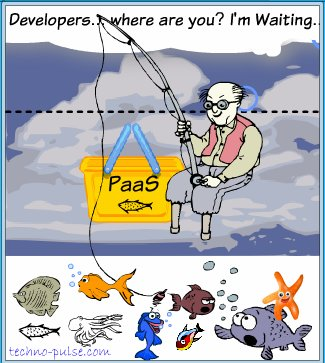 Developers... where are you? I'm Waiting..
PaaS
techno-pulse.com